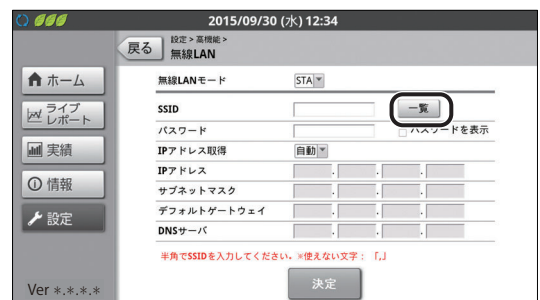 2015/09/30 (水) 12:34
戻る
設定 > 高機能 >
無線LAN
ホーム
ライブ
レポート
実績
情報
設定
Ver *.*.*.*
無線LANモード STA
SSID 一覧
パスワード パスワードを表示
IPアドレス取得 自動
IPアドレス . . .
サブネットマスク . . .
デフォルトゲートウェイ . . .
DNSサーバ . . .
半角でSSIDを入力してください。※使えない文字： 「,」
決定